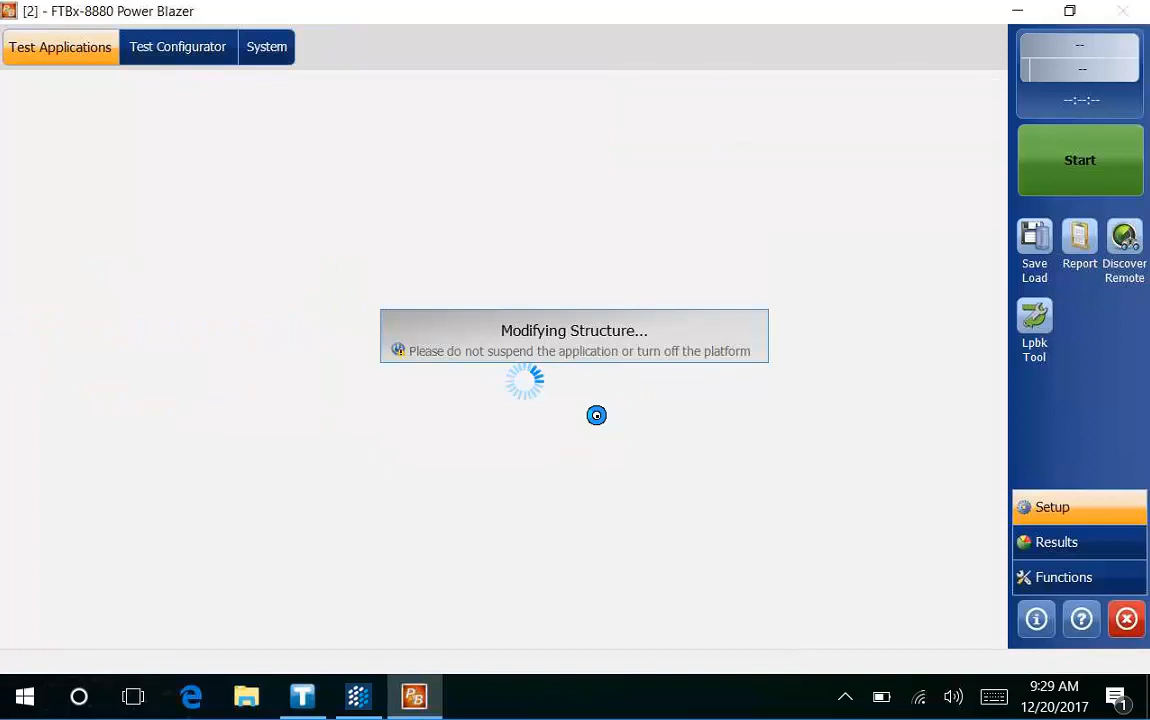 [2] - FTBx-8880 Power Blazer
Test Applications
Test Configurator
System
--
--
--:--:--
Start
Save
Load
Report
Discover
Remote
Lpbk
Tool
Modifying Structure...
Please do not suspend the application or turn off the platform
Setup
Results
Functions
9:29 AM
12/20/2017
1